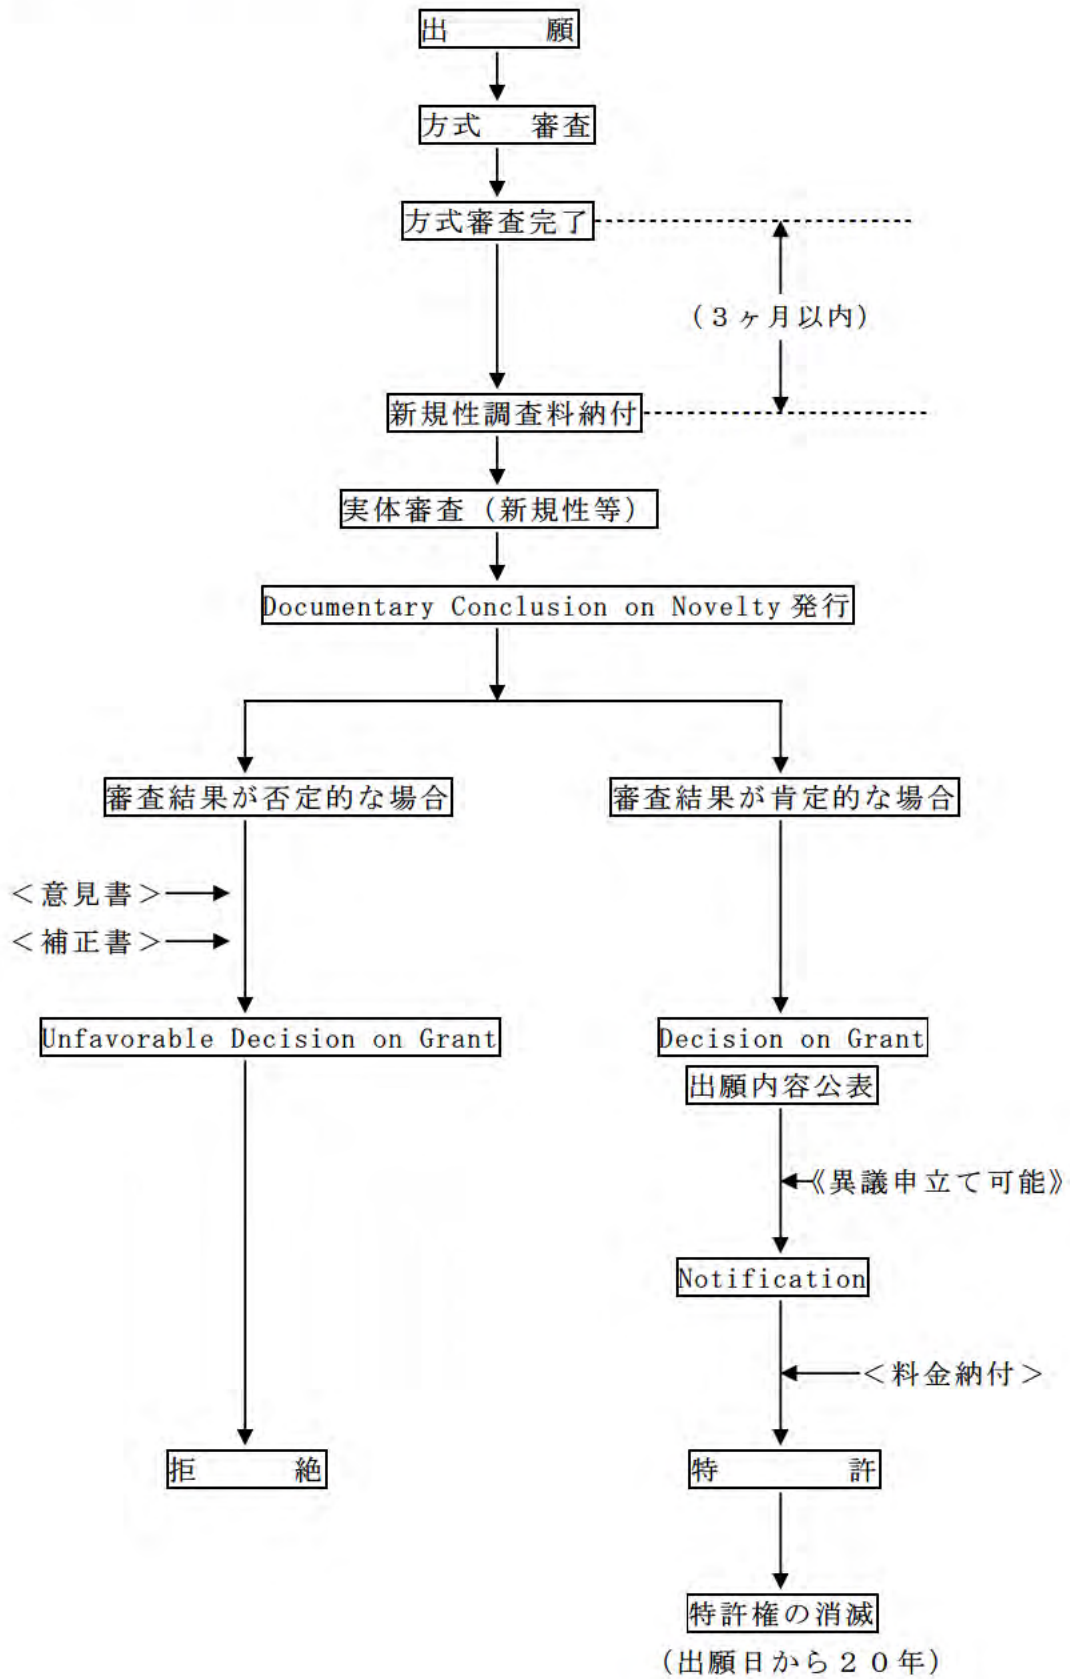 出　　　願
方式　審査
方式審査完了
(3ヶ月以内)
新規性調査料納付
実体審査（新規性等）
Documentary Conclusion on Novelty 発行
審査結果が否定的な場合
審査結果が肯定的な場合
＜意見書＞
＜補正書＞
Unfavorable Decision on Grant
Decision on Grant
出願内容公表
《異議申立て可能》
Notification
＜料金納付＞
拒　　　絶
特　　　許
特許権の消滅
（出願日から２０年）